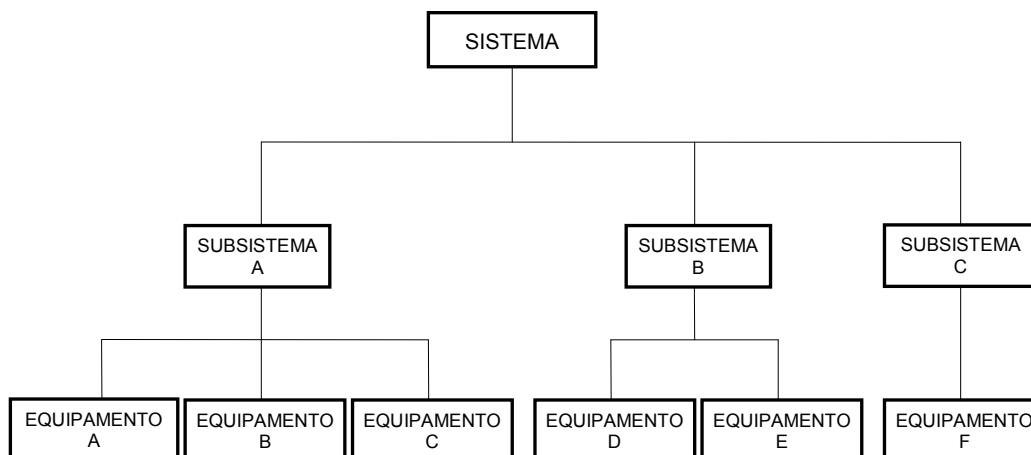 SISTEMA
SUBSISTEMA
A
SUBSISTEMA
B
SUBSISTEMA
C
EQUIPAMENTO
A
EQUIPAMENTO
B
EQUIPAMENTO
C
EQUIPAMENTO
D
EQUIPAMENTO
E
EQUIPAMENTO
F